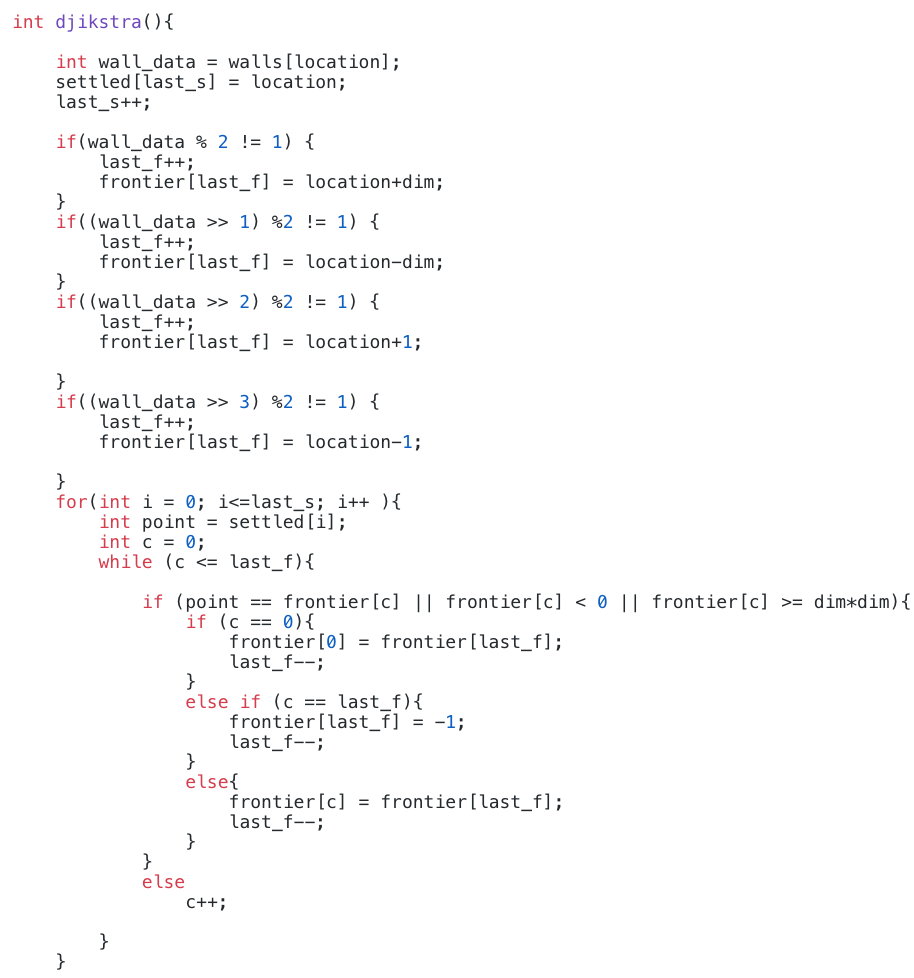 int djikstra(){
    int wall_data = walls[location];
    settled[last_s] = location;
    last_s++;
    if(wall_data % 2 != 1) {
        last_f++;
        frontier[last_f] = location+dim;
    }
    if((wall_data >> 1) %2 != 1) {
        last_f++;
        frontier[last_f] = location-dim;
    }
    if((wall_data >> 2) %2 != 1) {
        last_f++;
        frontier[last_f] = location+1;
    }
    if((wall_data >> 3) %2 != 1) {
        last_f++;
        frontier[last_f] = location-1;
    }
    for(int i = 0; i<=last_s; i++ ){
        int point = settled[i];
        int c = 0;
        while (c <= last_f){
            if (point == frontier[c] || frontier[c] < 0 || frontier[c] >= dim*dim){
                if (c == 0){
                    frontier[0] = frontier[last_f];
                    last_f--;
                }
                else if (c == last_f){
                    frontier[last_f] = -1;
                    last_f--;
                }
                else{
                    frontier[c] = frontier[last_f];
                    last_f--;
                }
            }
            else
                c++;
        }
    }